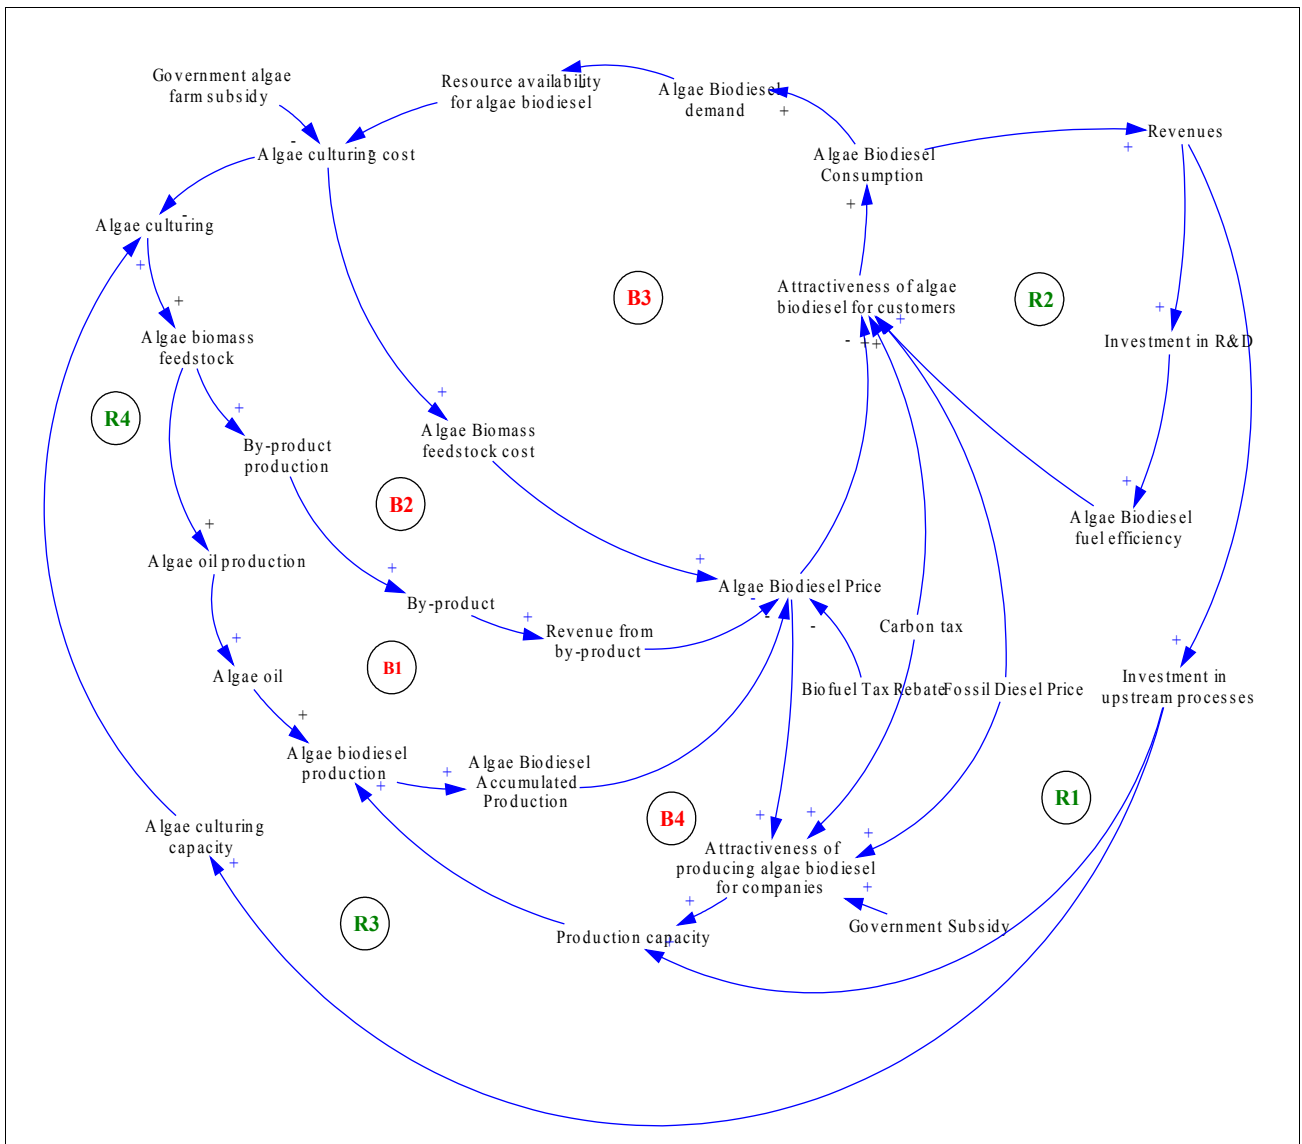 Government algae
farm subsidy
Resource availability
for algae biodiesel
-
Algae Biodiesel
demand
+
Revenues
+
-
Algae culturing cost
-
Algae Biodiesel
Consumption
+
Algae culturing
-
+
+
B3
Attractiveness of algae
biodiesel for customers
+
- ++
R2
+
Investment in R&D
Algae biomass
feedstock
R4
+
By-product
production
+
Algae Biomass
feedstock cost
B2
+
Algae Biodiesel
fuel efficiency
+
Algae oil production
+
By-product
+
Revenue from
by-product
+
Algae Biodiesel Price
-
-
-
Carbon tax
Biofuel Tax Rebate
Fossil Diesel Price
+
Investment in
upstream processes
+
Algae oil
B1
+
Algae biodiesel
production
+
+
Algae Biodiesel
Accumulated
Production
B4
R1
+
+
+
Attractiveness of
producing algae biodiesel
for companies
+
Government Subsidy
+
Production capacity
+
Algae culturing
capacity
+
R3